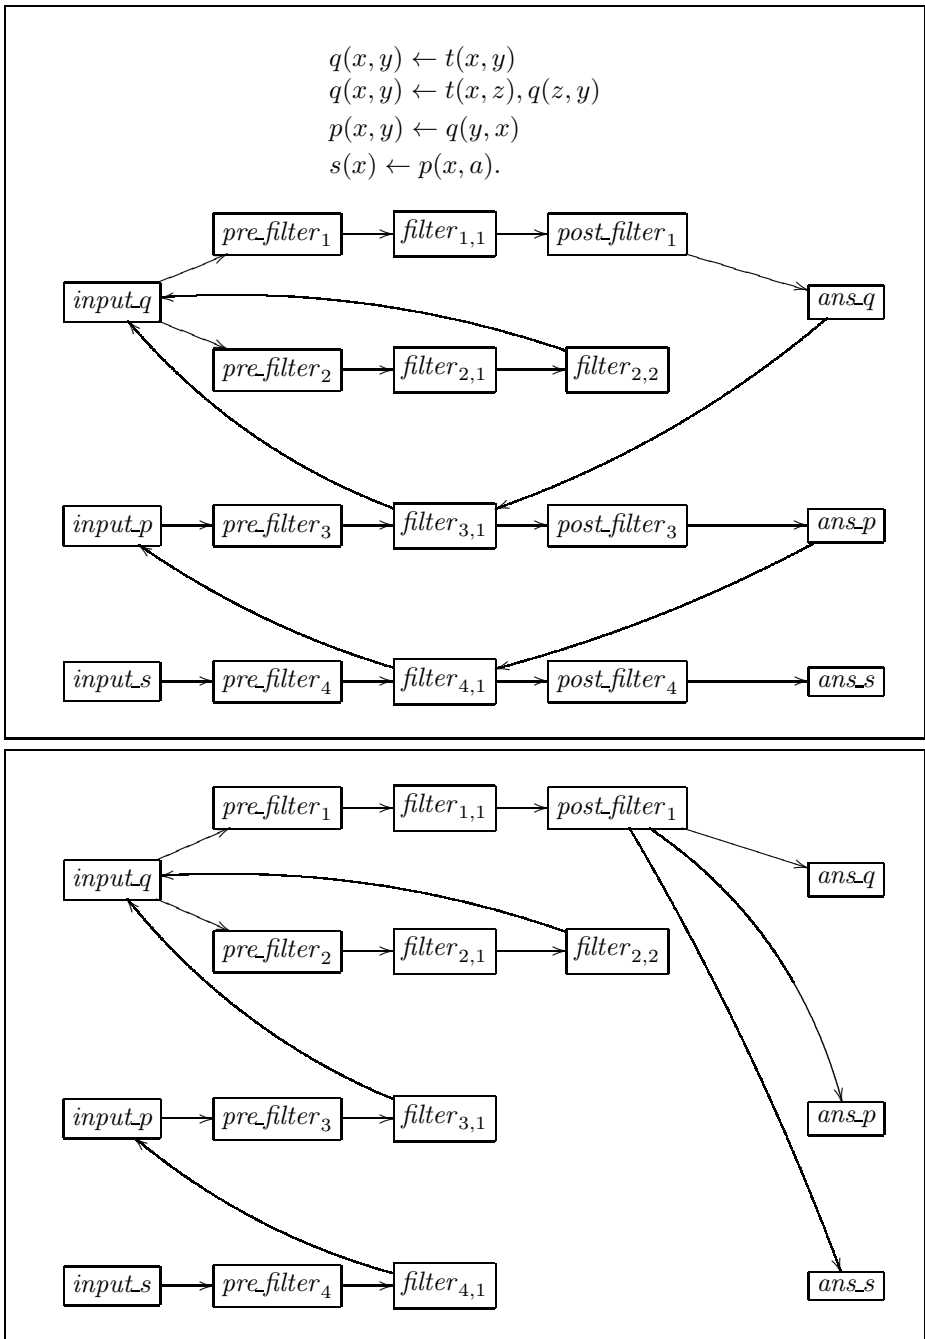 q(x, y) ← t(x, y)
q(x, y) ← t(x, z), q(z, y)
p(x, y) ← q(y, x)
s(x) ← p(x, a).
pre_filter₁ filter₁,₁ post_filter₁
input_q ans_q
pre_filter₂ filter₂,₁ filter₂,₂
input_p pre_filter₃ filter₃,₁ post_filter₃ ans_p
input_s pre_filter₄ filter₄,₁ post_filter₄ ans_s
pre_filter₁ filter₁,₁ post_filter₁
input_q ans_q
pre_filter₂ filter₂,₁ filter₂,₂
input_p pre_filter₃ filter₃,₁ ans_p
input_s pre_filter₄ filter₄,₁ ans_s